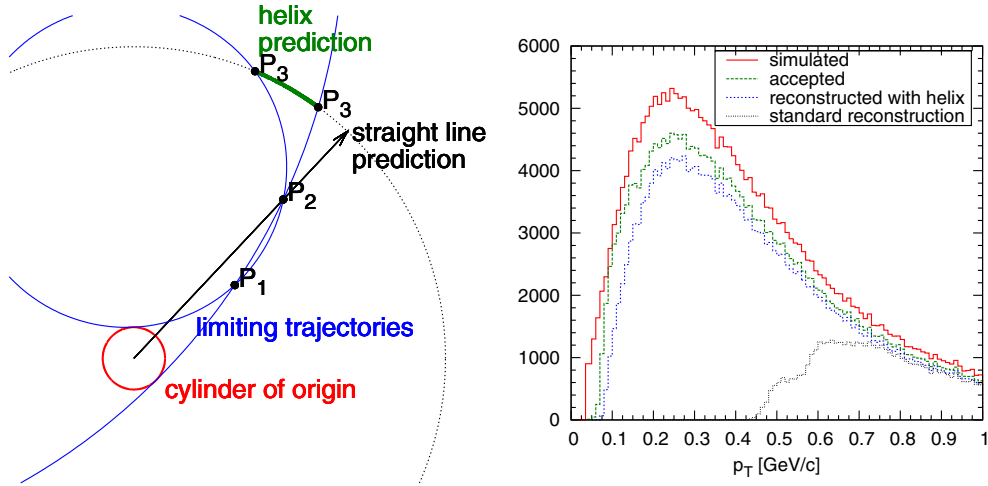 helix
prediction
P3
P3
straight line
prediction
P2
P1
limiting trajectories
cylinder of origin
6000
5000
4000
3000
2000
1000
0
simulated
accepted
reconstructed with helix
standard reconstruction
0 0.1 0.2 0.3 0.4 0.5 0.6 0.7 0.8 0.9 1
pT [GeV/c]